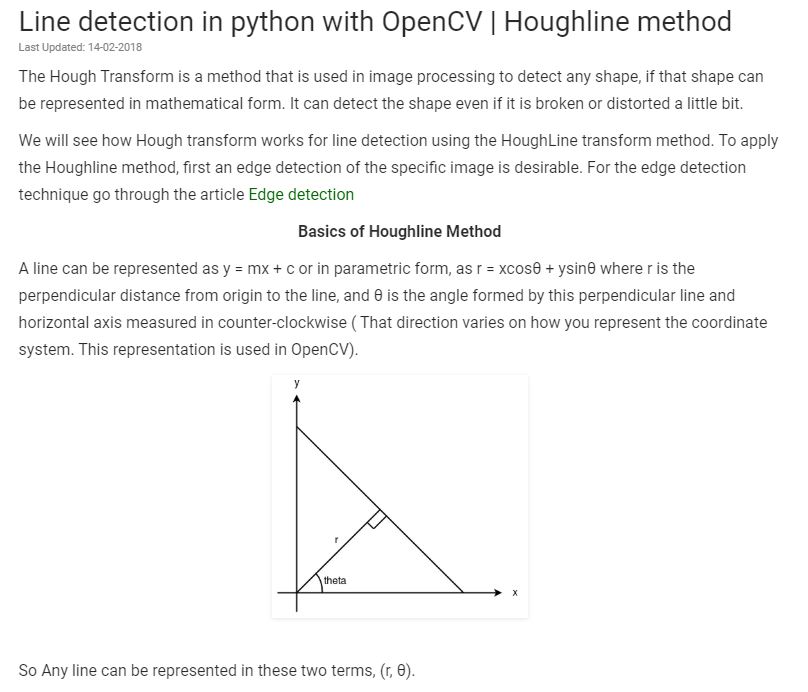 Line detection in python with OpenCV | Houghline method
Last Updated: 14-02-2018
The Hough Transform is a method that is used in image processing to detect any shape, if that shape can
be represented in mathematical form. It can detect the shape even if it is broken or distorted a little bit.
We will see how Hough transform works for line detection using the HoughLine transform method. To apply
the Houghline method, first an edge detection of the specific image is desirable. For the edge detection
technique go through the article Edge detection
Basics of Houghline Method
A line can be represented as y = mx + c or in parametric form, as r = xcosθ + ysinθ where r is the
perpendicular distance from origin to the line, and θ is the angle formed by this perpendicular line and
horizontal axis measured in counter-clockwise ( That direction varies on how you represent the coordinate
system. This representation is used in OpenCV).
y
r
theta
x
So Any line can be represented in these two terms, (r, θ).